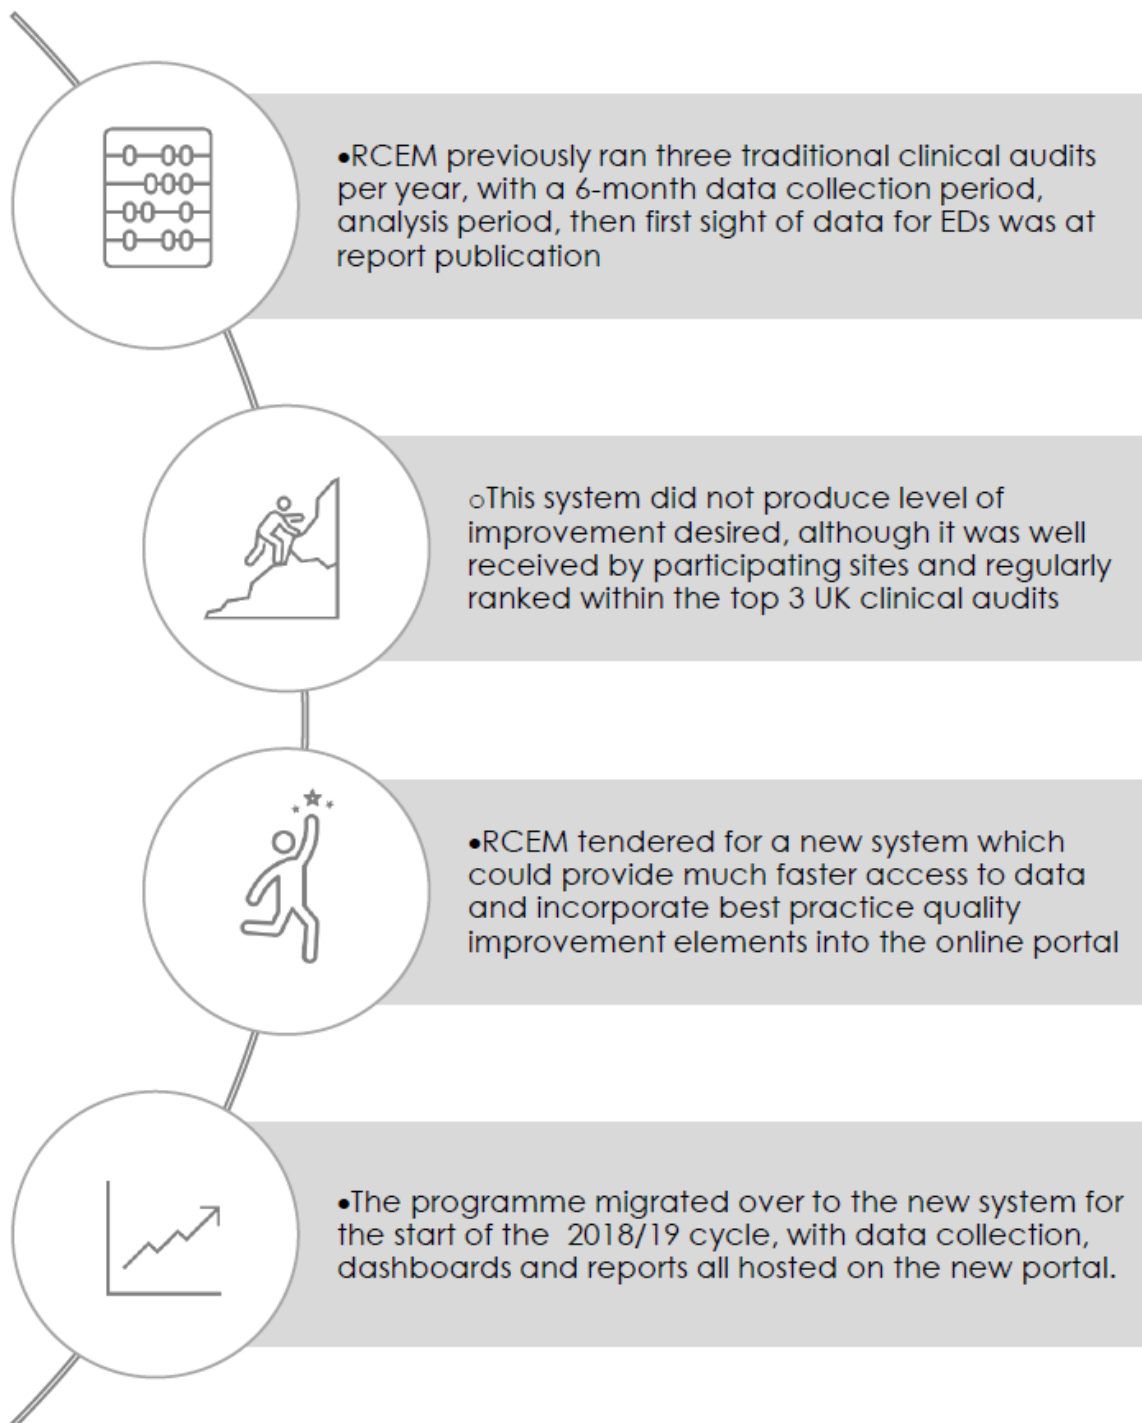 •RCEM previously ran three traditional clinical audits
per year, with a 6-month data collection period,
analysis period, then first sight of data for EDs was at
report publication
oThis system did not produce level of
improvement desired, although it was well
received by participating sites and regularly
ranked within the top 3 UK clinical audits
•RCEM tendered for a new system which
could provide much faster access to data
and incorporate best practice quality
improvement elements into the online portal
•The programme migrated over to the new system for
the start of the  2018/19 cycle, with data collection,
dashboards and reports all hosted on the new portal.